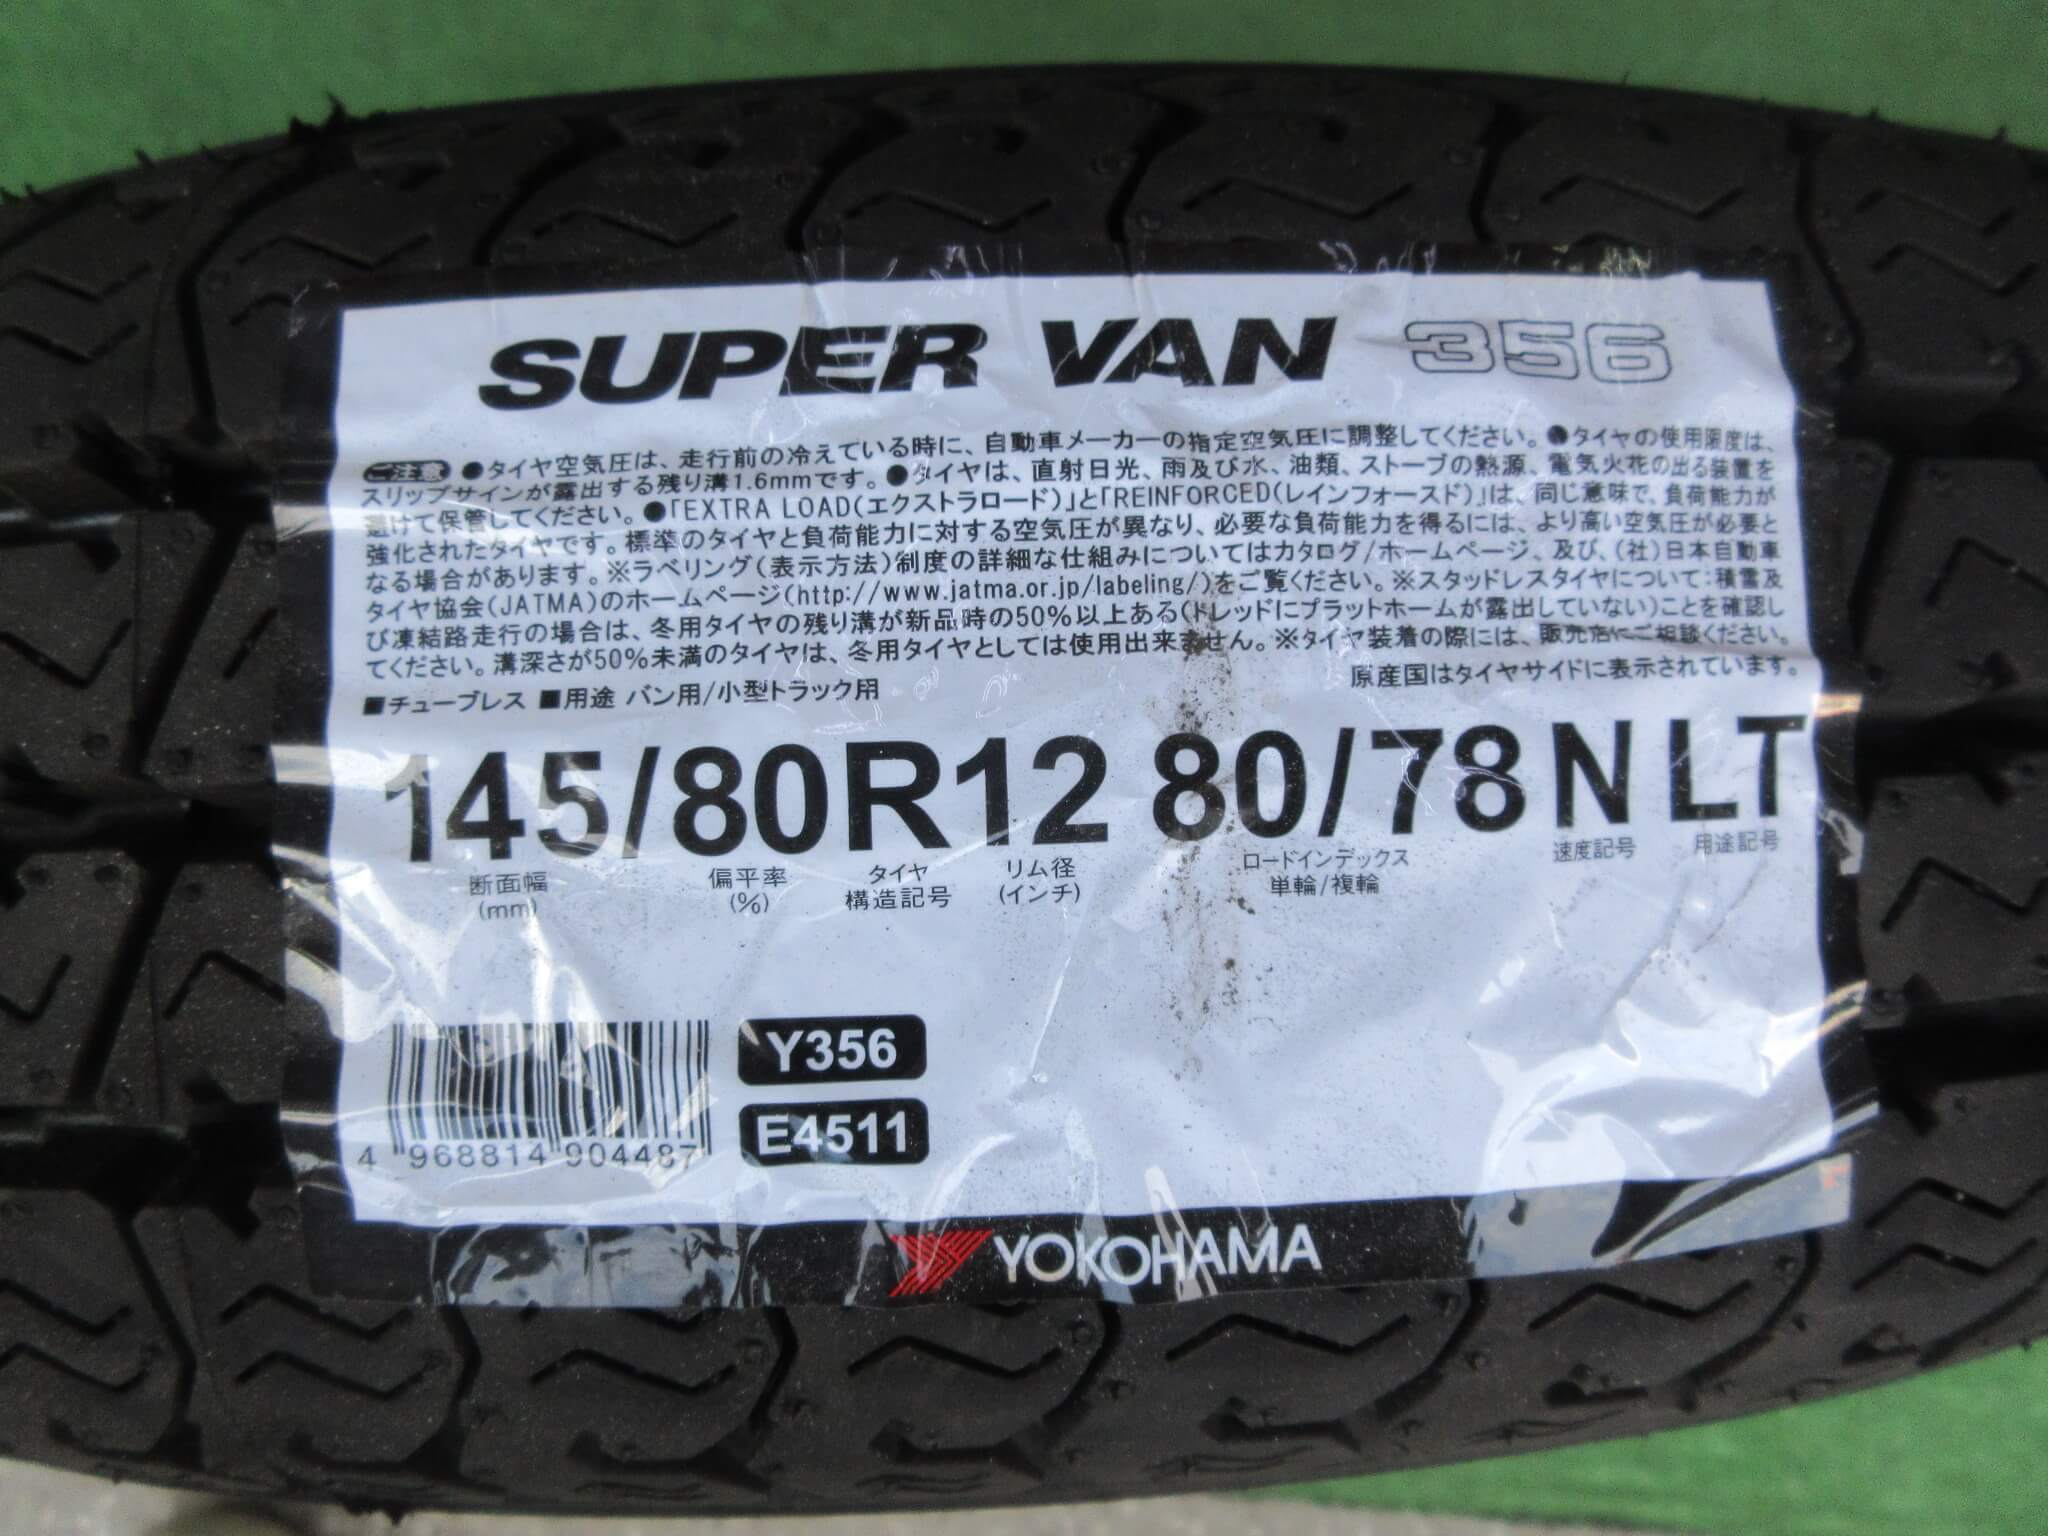 SUPER VAN 356
ご注意 ●タイヤ空気圧は、走行前の冷えている時に、自動車メーカーの指定空気圧に調整してください。●タイヤの使用限度は、
スリップサインが露出する残り溝1.6mmです。●タイヤは、直射日光、雨及び水、油類、ストーブの熱源、電気火花の出る装置を
避けて保管してください。●「EXTRA LOAD(エクストラロード)」と「REINFORCED(レインフォースド)」は、同じ意味で、負荷能力が
強化されたタイヤです。標準のタイヤと負荷能力に対する空気圧が異なり、必要な負荷能力を得るには、より高い空気圧が必要と
なる場合があります。※ラベリング(表示方法)制度の詳細な仕組みについてはカタログ/ホームページ、及び、(社)日本自動車
タイヤ協会(JATMA)のホームページ(http://www.jatma.or.jp/labeling/)をご覧ください。※スタッドレスタイヤについて:積雪及
び凍結路走行の場合は、冬用タイヤの残り溝が新品時の50%以上ある(トレッドにプラットホームが露出していない)ことを確認し
てください。溝深さが50%未満のタイヤは、冬用タイヤとしては使用出来ません。※タイヤ装着の際には、販売店にご相談ください。
■チューブレス ■用途 バン用/小型トラック用 原産国はタイヤサイドに表示されています。
145/80R12 80/78N LT
断面幅 偏平率 タイヤ リム径 ロードインデックス 速度記号 用途記号
(mm) (%) 構造記号 (インチ) 単輪/複輪
Y356
E4511
4 968814 904487
YOKOHAMA